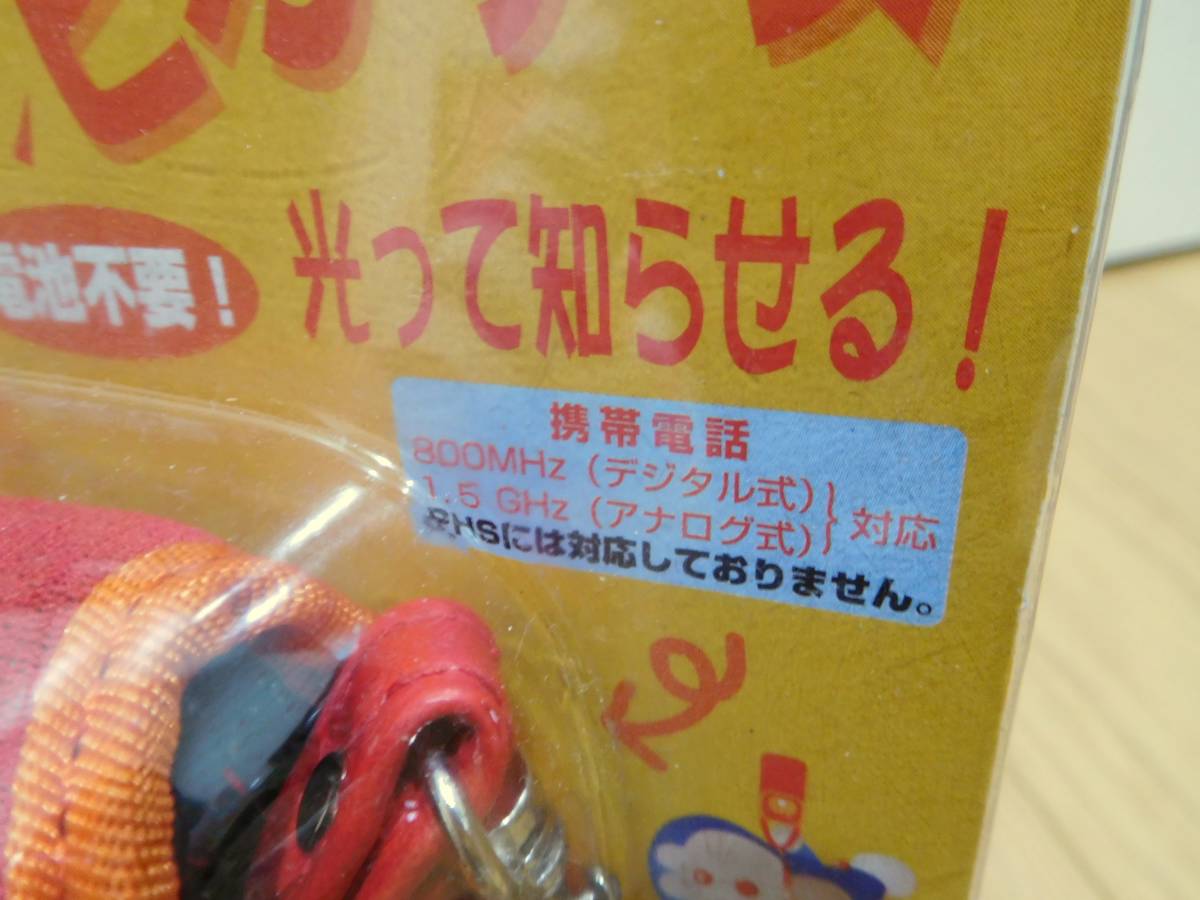 電池不要！
光って知らせる！
携帯電話
800MHz（デジタル式）
1.5 GHz（アナログ式）
対応
PHSには対応しておりません。